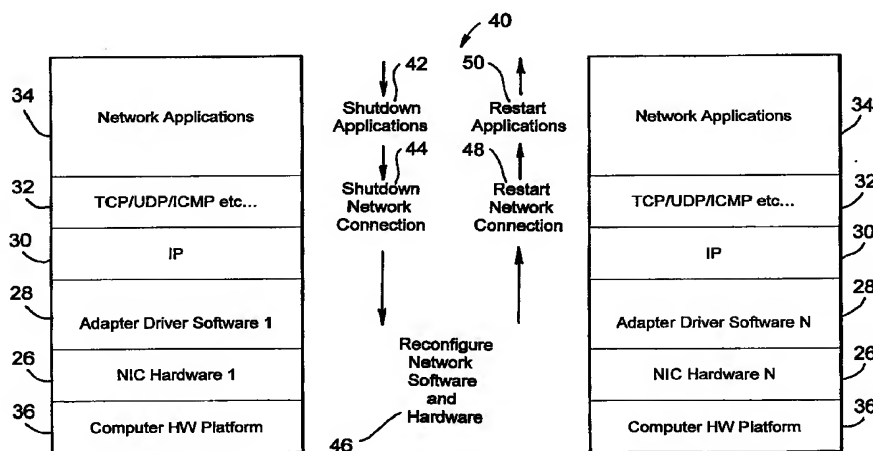 40
34
Network Applications
32
TCP/UDP/ICMP etc...
30
IP
28
Adapter Driver Software 1
26
NIC Hardware 1
36
Computer HW Platform
42
Shutdown
Applications
44
Shutdown
Network
Connection
Reconfigure
Network
Software
and
Hardware
46
50
Restart
Applications
48
Restart
Network
Connection
Network Applications
34
TCP/UDP/ICMP etc...
32
IP
30
Adapter Driver Software N
28
NIC Hardware N
26
Computer HW Platform
36